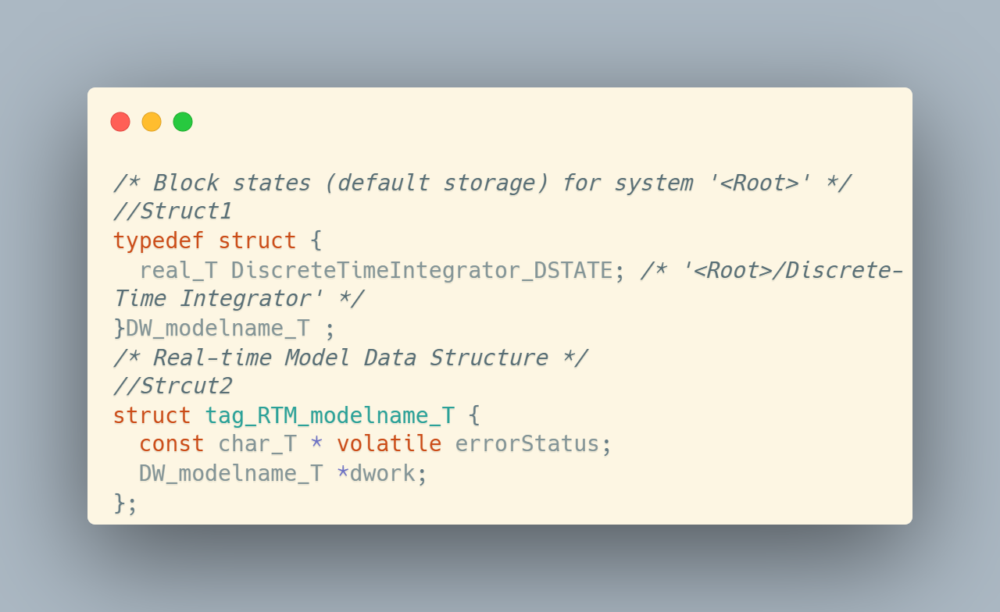 /* Block states (default storage) for system '<Root>' */
//Struct1
typedef struct {
  real_T DiscreteTimeIntegrator_DSTATE; /* '<Root>/Discrete-
Time Integrator' */
}DW_modelname_T ;
/* Real-time Model Data Structure */
//Strcut2
struct tag_RTM_modelname_T {
  const char_T * volatile errorStatus;
  DW_modelname_T *dwork;
};